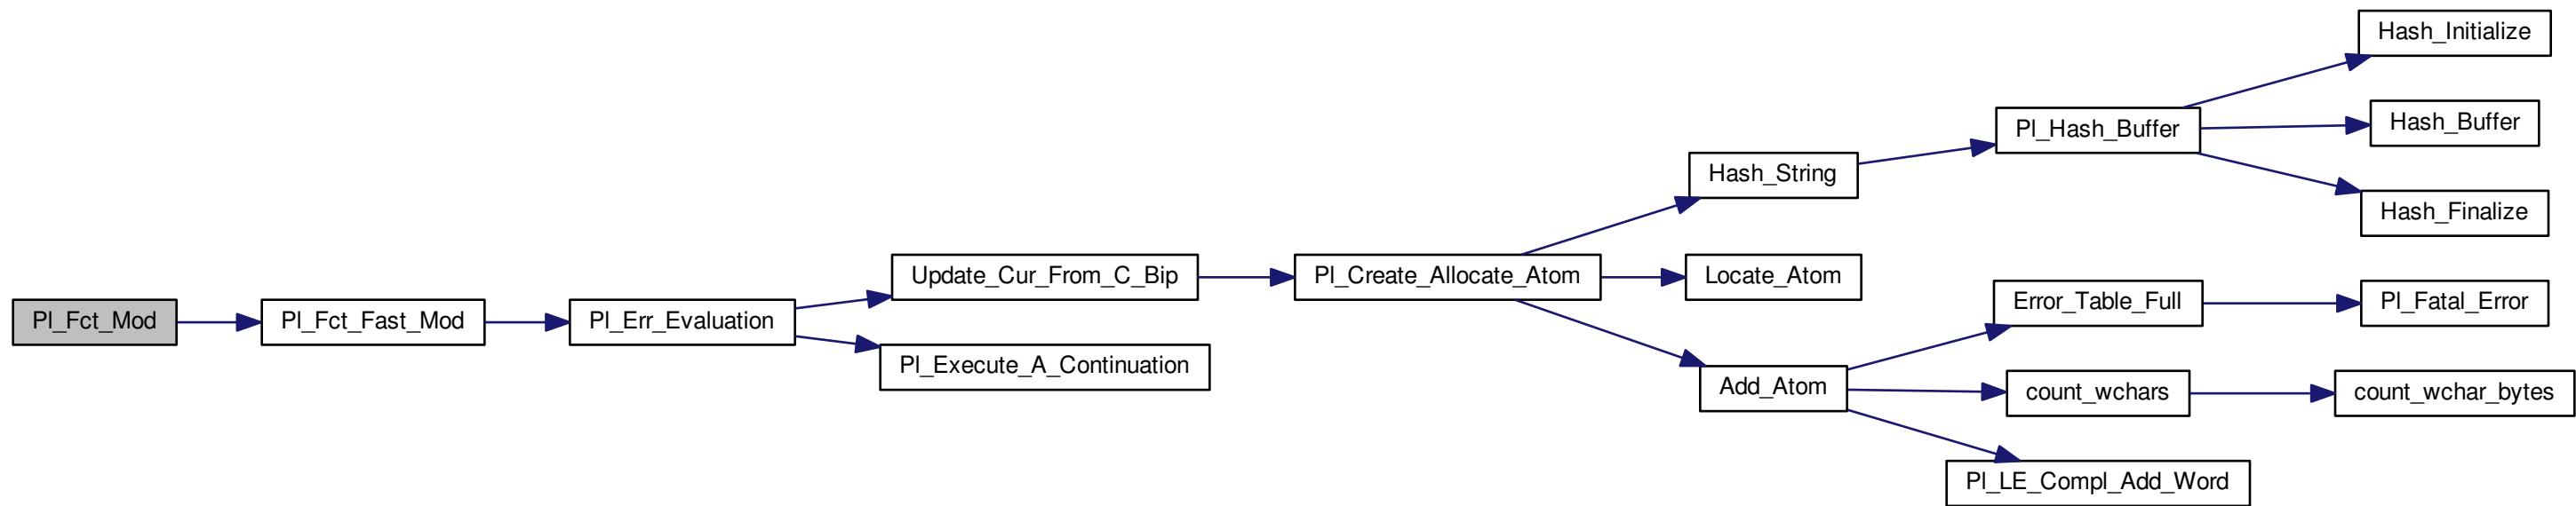 Pl_Fct_Mod
Pl_Fct_Fast_Mod
Pl_Err_Evaluation
Update_Cur_From_C_Bip
Pl_Execute_A_Continuation
Pl_Create_Allocate_Atom
Hash_String
Locate_Atom
Add_Atom
Pl_Hash_Buffer
Error_Table_Full
count_wchars
Pl_LE_Compl_Add_Word
Hash_Initialize
Hash_Buffer
Hash_Finalize
Pl_Fatal_Error
count_wchar_bytes